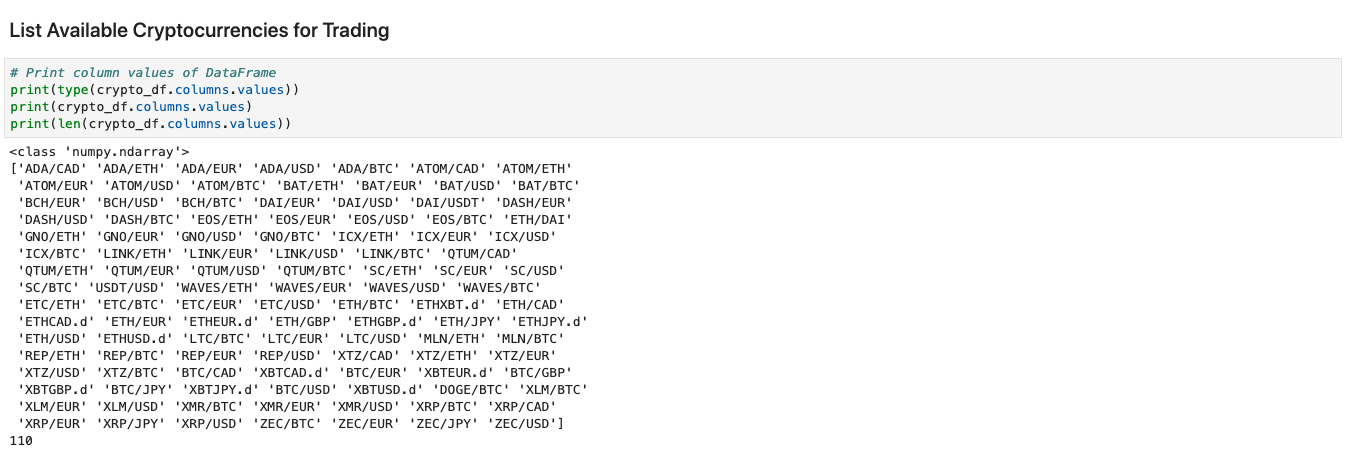 List Available Cryptocurrencies for Trading
# Print column values of DataFrame
print(type(crypto_df.columns.values))
print(crypto_df.columns.values)
print(len(crypto_df.columns.values))
<class 'numpy.ndarray'>
['ADA/CAD' 'ADA/ETH' 'ADA/EUR' 'ADA/USD' 'ADA/BTC' 'ATOM/CAD' 'ATOM/ETH'
 'ATOM/EUR' 'ATOM/USD' 'ATOM/BTC' 'BAT/ETH' 'BAT/EUR' 'BAT/USD' 'BAT/BTC'
 'BCH/EUR' 'BCH/USD' 'BCH/BTC' 'DAI/EUR' 'DAI/USD' 'DAI/USDT' 'DASH/EUR'
 'DASH/USD' 'DASH/BTC' 'EOS/ETH' 'EOS/EUR' 'EOS/USD' 'EOS/BTC' 'ETH/DAI'
 'GNO/ETH' 'GNO/EUR' 'GNO/USD' 'GNO/BTC' 'ICX/ETH' 'ICX/EUR' 'ICX/USD'
 'ICX/BTC' 'LINK/ETH' 'LINK/EUR' 'LINK/USD' 'LINK/BTC' 'QTUM/CAD'
 'QTUM/ETH' 'QTUM/EUR' 'QTUM/USD' 'QTUM/BTC' 'SC/ETH' 'SC/EUR' 'SC/USD'
 'SC/BTC' 'USDT/USD' 'WAVES/ETH' 'WAVES/EUR' 'WAVES/USD' 'WAVES/BTC'
 'ETC/ETH' 'ETC/BTC' 'ETC/EUR' 'ETC/USD' 'ETH/BTC' 'ETHXBT.d' 'ETH/CAD'
 'ETHCAD.d' 'ETH/EUR' 'ETHEUR.d' 'ETH/GBP' 'ETHGBP.d' 'ETH/JPY' 'ETHJPY.d'
 'ETH/USD' 'ETHUSD.d' 'LTC/BTC' 'LTC/EUR' 'LTC/USD' 'MLN/ETH' 'MLN/BTC'
 'REP/ETH' 'REP/BTC' 'REP/EUR' 'REP/USD' 'XTZ/CAD' 'XTZ/ETH' 'XTZ/EUR'
 'XTZ/USD' 'XTZ/BTC' 'BTC/CAD' 'XBTCAD.d' 'BTC/EUR' 'XBTEUR.d' 'BTC/GBP'
 'XBTGBP.d' 'BTC/JPY' 'XBTJPY.d' 'BTC/USD' 'XBTUSD.d' 'DOGE/BTC' 'XLM/BTC'
 'XLM/EUR' 'XLM/USD' 'XMR/BTC' 'XMR/EUR' 'XMR/USD' 'XRP/BTC' 'XRP/CAD'
 'XRP/EUR' 'XRP/JPY' 'XRP/USD' 'ZEC/BTC' 'ZEC/EUR' 'ZEC/JPY' 'ZEC/USD']
110